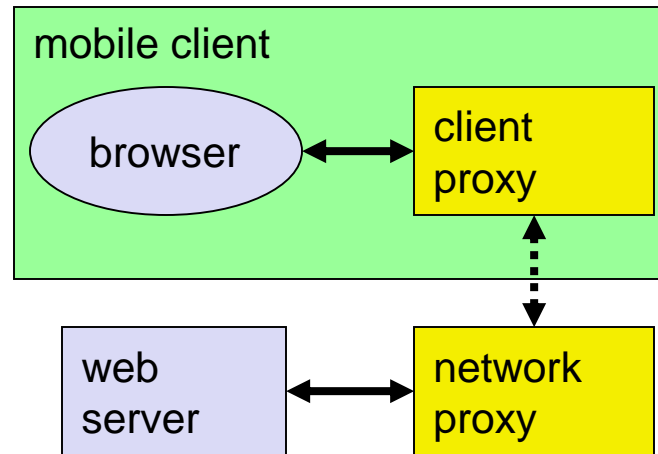 mobile client
browser
client
proxy
web
server
network
proxy